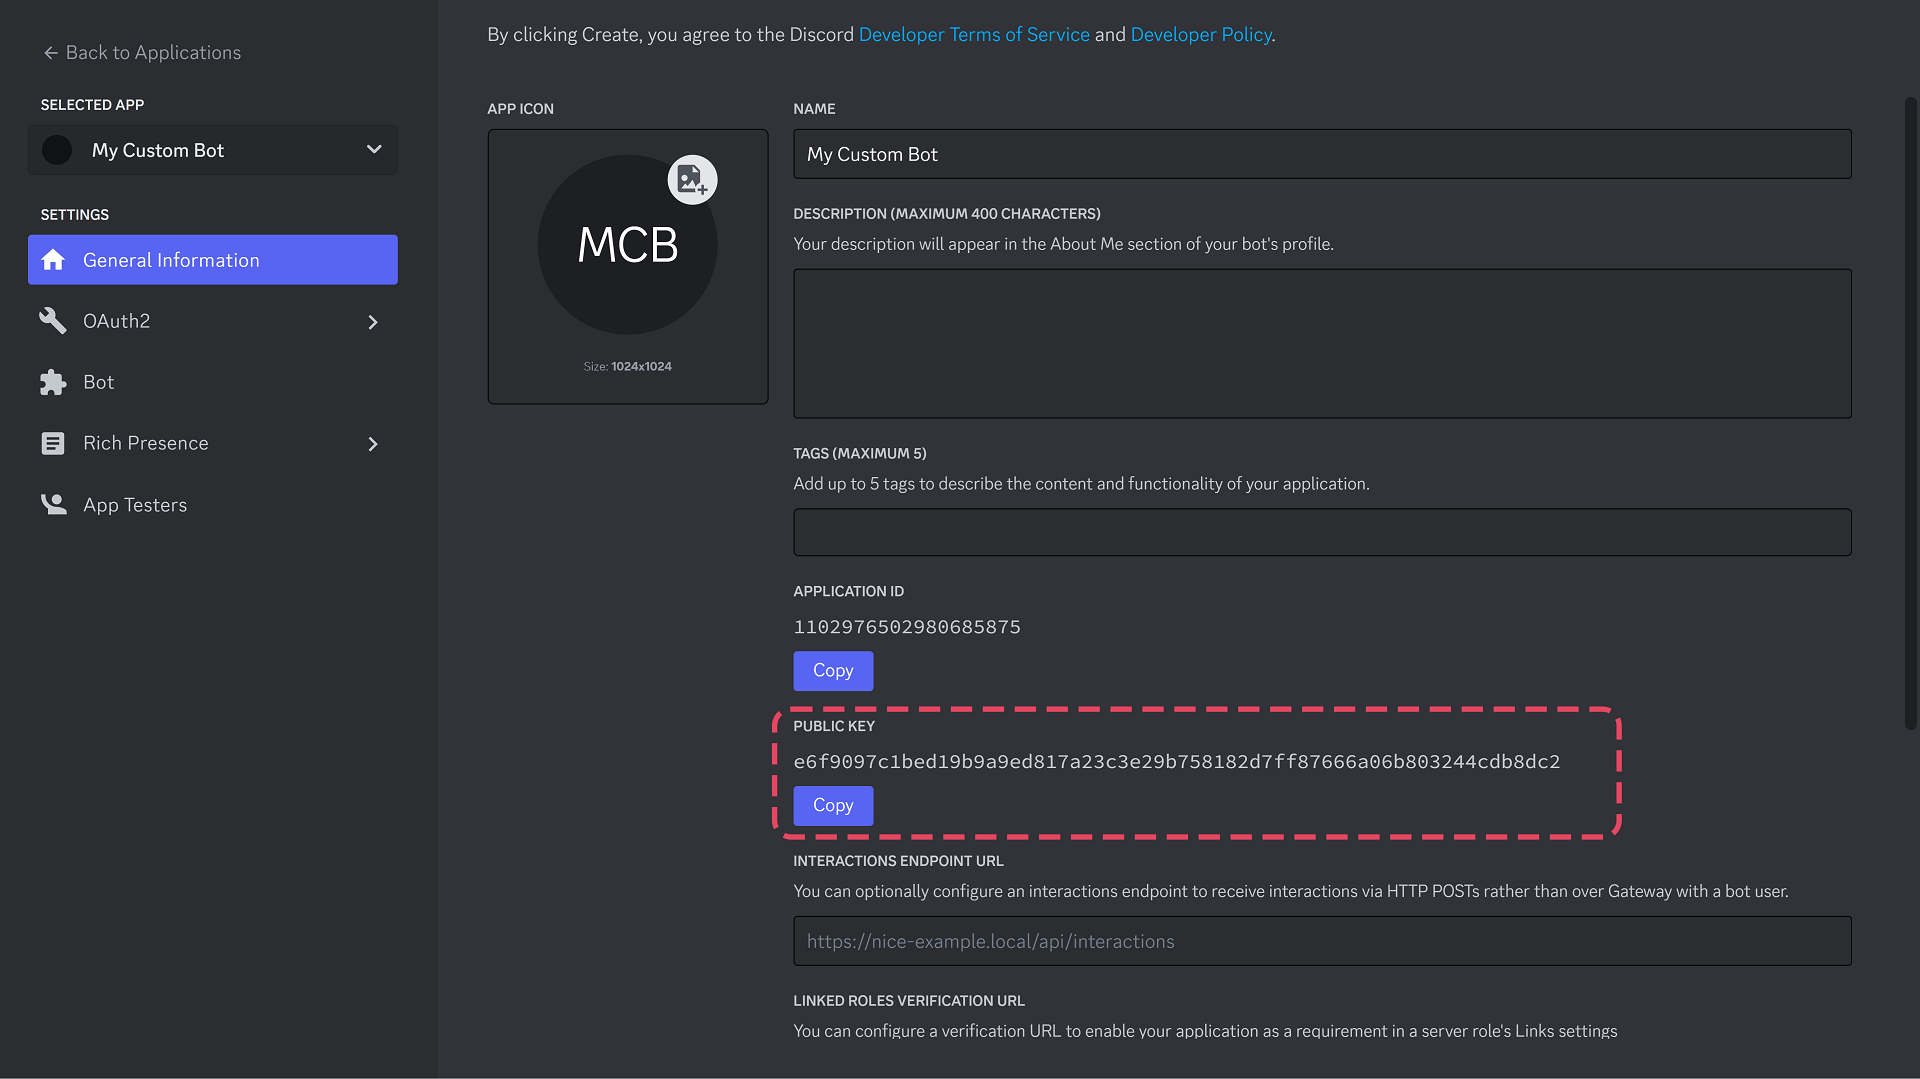 Back to Applications
SELECTED APP
My Custom Bot
SETTINGS
General Information
OAuth2
Bot
Rich Presence
App Testers
By clicking Create, you agree to the Discord Developer Terms of Service and Developer Policy.
APP ICON
MCB
Size: 1024x1024
NAME
My Custom Bot
DESCRIPTION (MAXIMUM 400 CHARACTERS)
Your description will appear in the About Me section of your bot's profile.
TAGS (MAXIMUM 5)
Add up to 5 tags to describe the content and functionality of your application.
APPLICATION ID
1102976502980685875
Copy
PUBLIC KEY
e6f9097c1bed19b9a9ed817a23c3e29b758182d7ff87666a06b803244cdb8dc2
Copy
INTERACTIONS ENDPOINT URL
You can optionally configure an interactions endpoint to receive interactions via HTTP POSTs rather than over Gateway with a bot user.
https://nice-example.local/api/interactions
LINKED ROLES VERIFICATION URL
You can configure a verification URL to enable your application as a requirement in a server role's Links settings